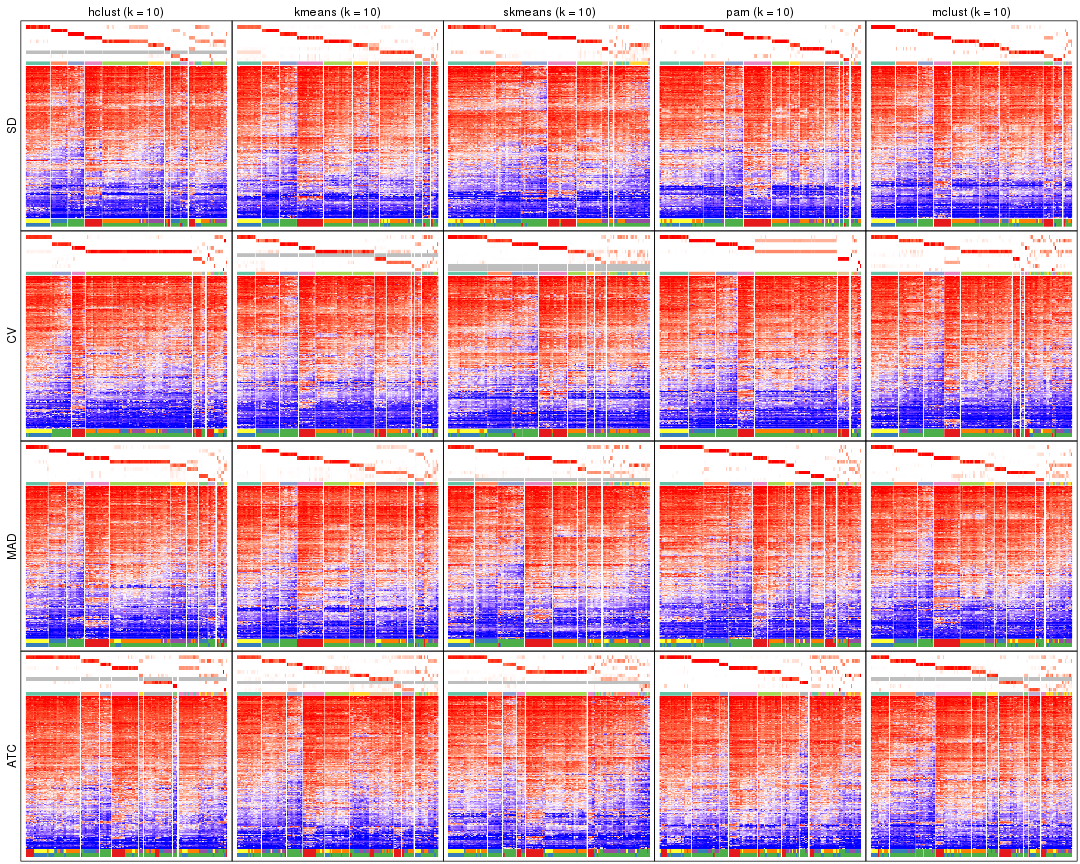 hclust (k = 10) kmeans (k = 10) skmeans (k = 10) pam (k = 10) mclust (k = 10)
SD
CV
MAD
ATC